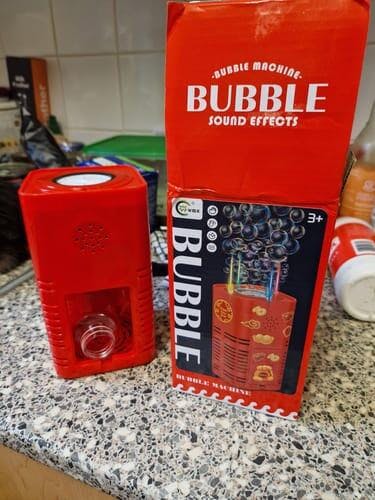 -BUBBLE MACHINE-
BUBBLE
SOUND EFFECTS
3+
BUBBLE
BUBBLE MACHINE